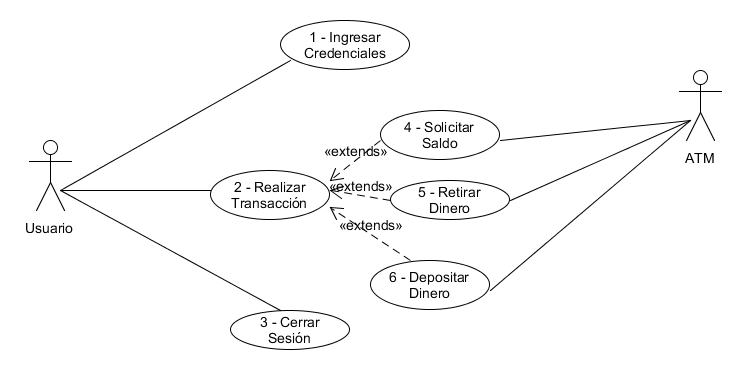 1 - Ingresar
Credenciales
4 - Solicitar
Saldo
ATM
«extends»
2 - Realizar
Transacción
«extends»
5 - Retirar
Dinero
Usuario
«extends»
6 - Depositar
Dinero
3 - Cerrar
Sesión